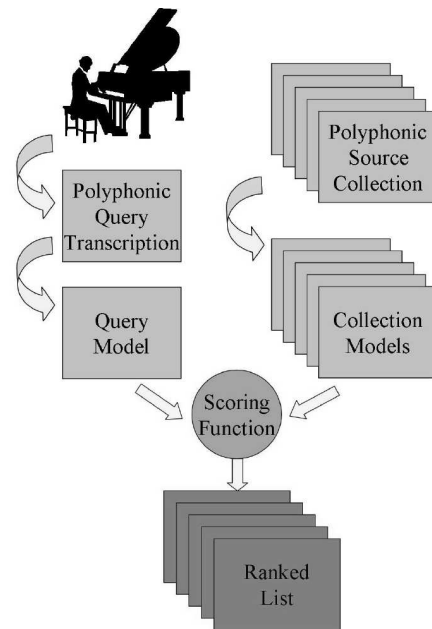 Polyphonic
Query
Transcription
Query
Model
Polyphonic
Source
Collection
Collection
Models
Scoring
Function
Ranked
List